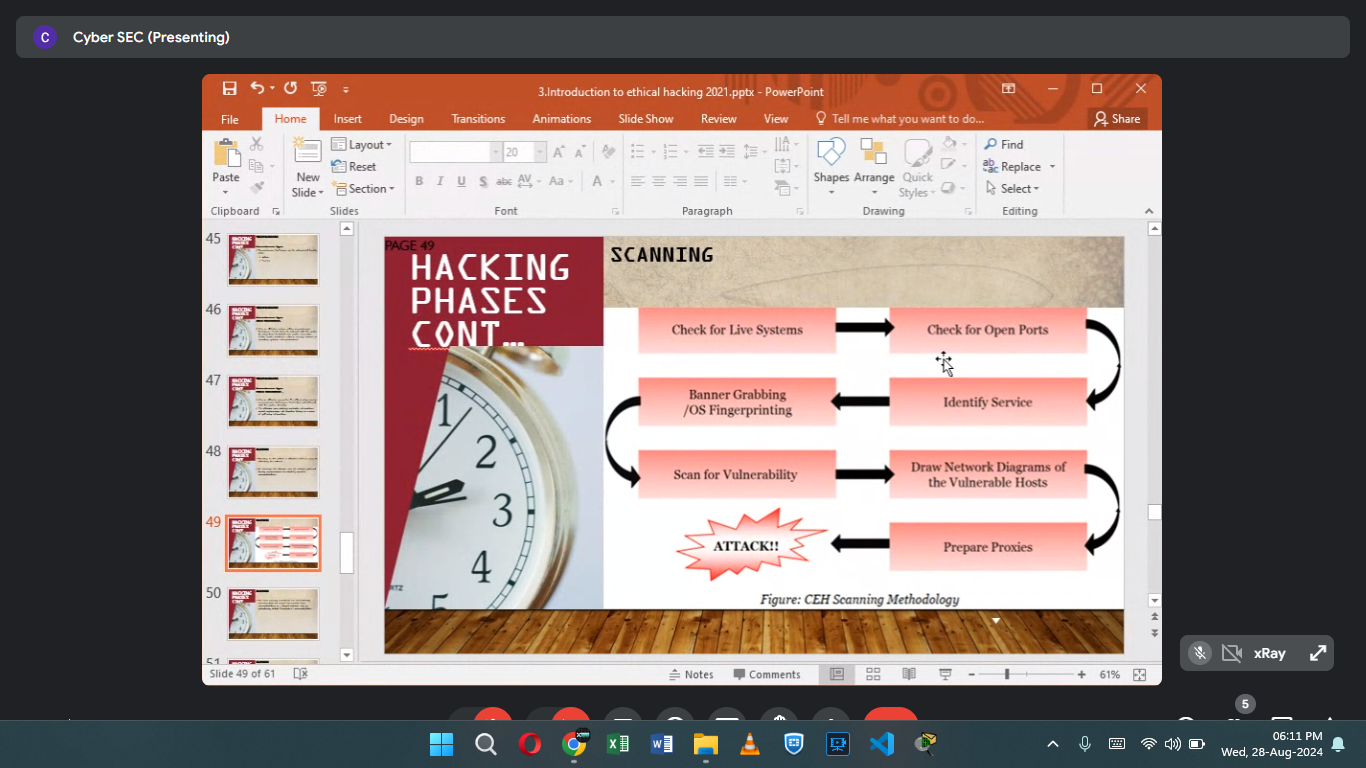 C Cyber SEC (Presenting)
3.Introduction to ethical hacking 2021.pptx - PowerPoint
File Home Insert Design Transitions Animations Slide Show Review View Tell me what you want to do... Share
Paste
Clipboard
New
Slide
Layout
Reset
Section
Slides
20
B I U S abc AV Aa A
Font
Paragraph
Shapes Arrange Quick
Styles
Drawing
Find
Replace
Select
Editing
45
46
47
48
49
50
51
PAGE 49
HACKING
PHASES
CONT…
SCANNING
Check for Live Systems
Check for Open Ports
Banner Grabbing
/OS Fingerprinting
Identify Service
Scan for Vulnerability
Draw Network Diagrams of
the Vulnerable Hosts
ATTACK!!
Prepare Proxies
Figure: CEH Scanning Methodology
1
2
3
4
5
Slide 49 of 61
Notes
Comments
61%
xRay
5
06:11 PM
Wed, 28-Aug-2024